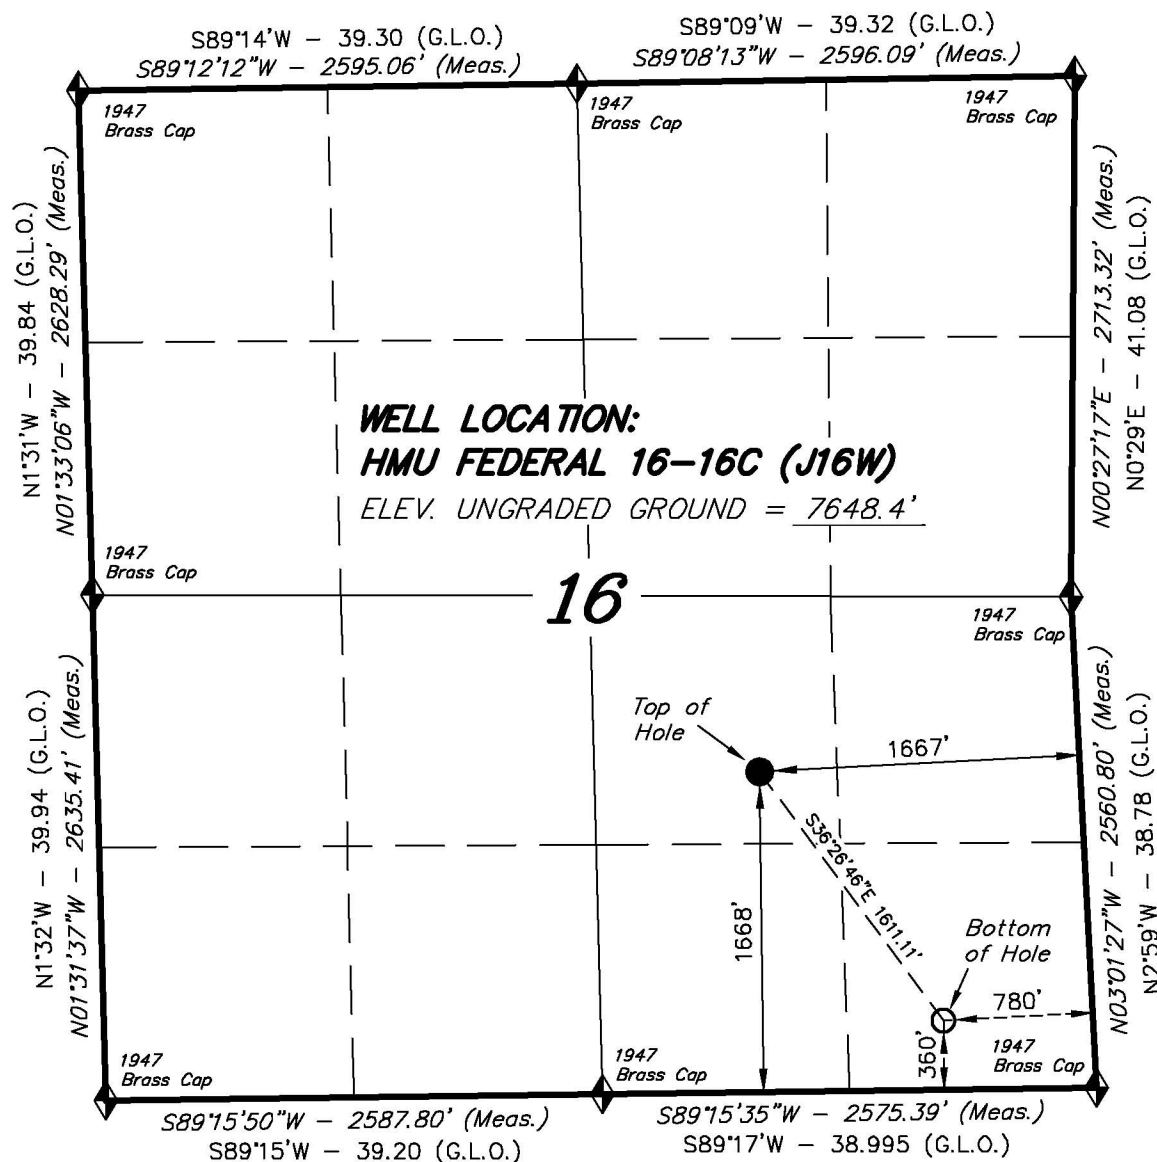 S89°14'W – 39.30 (G.L.O.)
S89°12'12"W – 2595.06' (Meas.)
S89°09'W – 39.32 (G.L.O.)
S89°08'13"W – 2596.09' (Meas.)
1947
Brass Cap
1947
Brass Cap
1947
Brass Cap
N1°31'W – 39.84 (G.L.O.)
N01°33'06"W – 2628.29' (Meas.)
N00°27'17"E – 2713.32' (Meas.)
N0°29'E – 41.08 (G.L.O.)
WELL LOCATION:
HMU FEDERAL 16–16C (J16W)
ELEV. UNGRADED GROUND = 7648.4'
1947
Brass Cap
16
1947
Brass Cap
N1°32'W – 39.94 (G.L.O.)
N01°31'37"W – 2635.41' (Meas.)
Top of
Hole
1667'
S36°26'46"E 1611.11'
1668'
Bottom
of Hole
780'
360'
N03°01'27"W – 2560.80' (Meas.)
N2°59'W – 38.78 (G.L.O.)
1947
Brass Cap
1947
Brass Cap
1947
Brass Cap
S89°15'50"W – 2587.80' (Meas.)
S89°15'W – 39.20 (G.L.O.)
S89°15'35"W – 2575.39' (Meas.)
S89°17'W – 38.995 (G.L.O.)